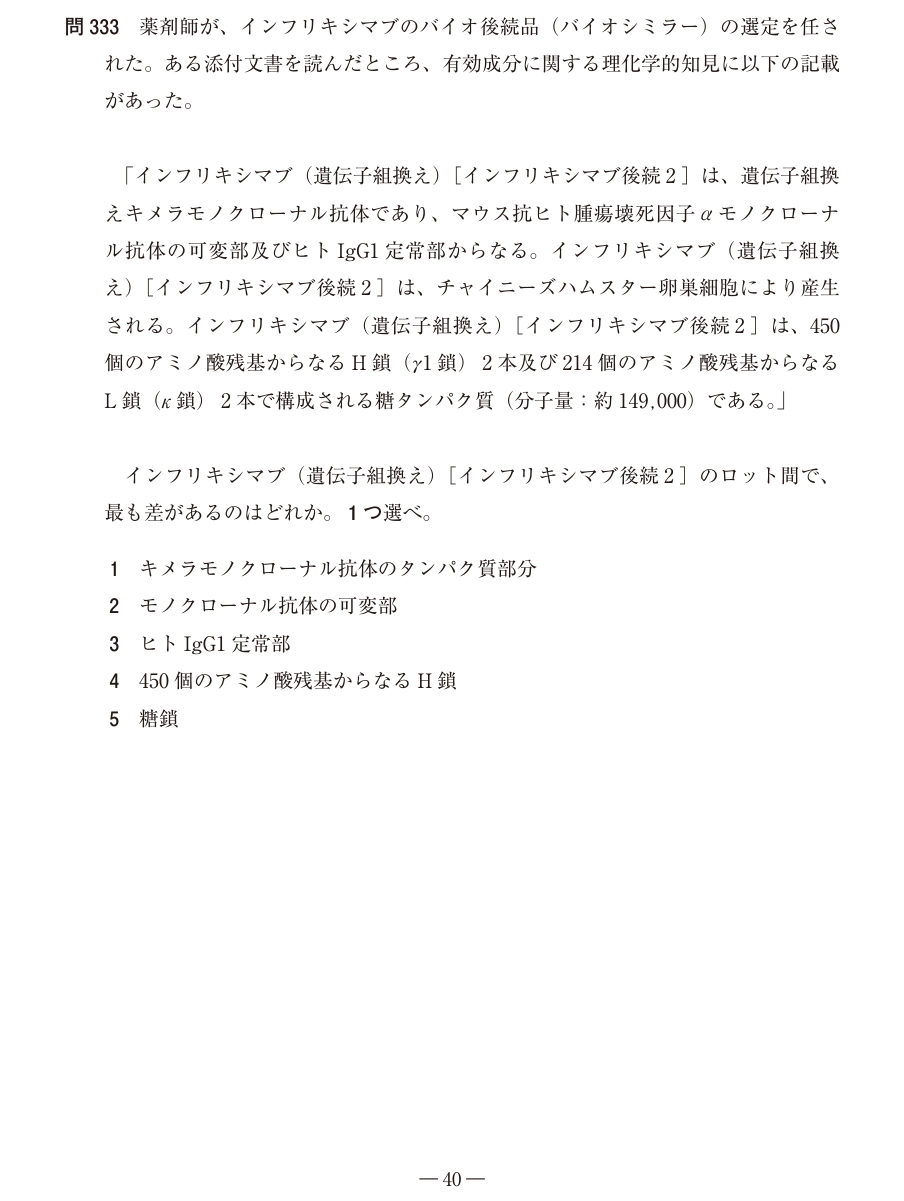 問 333 薬剤師が、インフリキシマブのバイオ後続品（バイオシミラー）の選定を任さ
れた。ある添付文書を読んだところ、有効成分に関する理化学的知見に以下の記載
があった。
「インフリキシマブ（遺伝子組換え）［インフリキシマブ後続２］は、遺伝子組換
えキメラモノクローナル抗体であり、マウス抗ヒト腫瘍壊死因子αモノクローナ
ル抗体の可変部及びヒト IgG1 定常部からなる。インフリキシマブ（遺伝子組換
え）［インフリキシマブ後続２］は、チャイニーズハムスター卵巣細胞により産生
される。インフリキシマブ（遺伝子組換え）［インフリキシマブ後続２］は、450
個のアミノ酸残基からなる H 鎖（γ1 鎖）２本及び 214 個のアミノ酸残基からなる
L 鎖（κ 鎖）２本で構成される糖タンパク質（分子量：約 149,000）である。」
インフリキシマブ（遺伝子組換え）［インフリキシマブ後続２］のロット間で、
最も差があるのはどれか。１つ選べ。
1 キメラモノクローナル抗体のタンパク質部分
2 モノクローナル抗体の可変部
3 ヒト IgG1 定常部
4 450 個のアミノ酸残基からなる H 鎖
5 糖鎖
― 40 ―